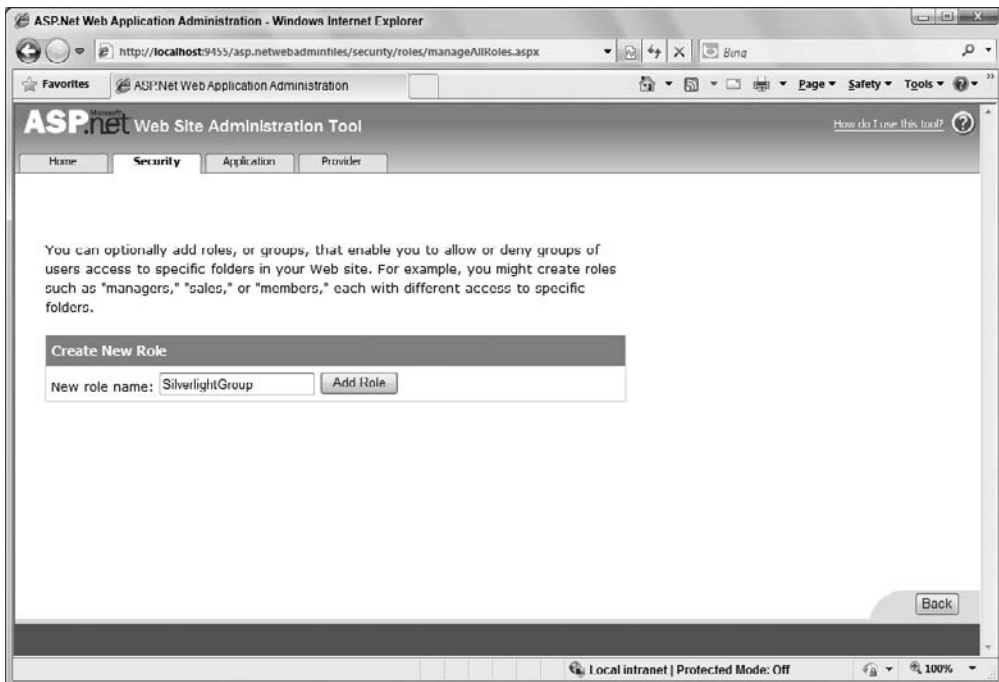 ASP.Net Web Application Administration - Windows Internet Explorer
http://localhost:9455/asp.netwebadminfiles/security/roles/manageAllRoles.aspx
Bing
Favorites
ASP.Net Web Application Administration
Page
Safety
Tools
Microsoft
ASP.net Web Site Administration Tool
How do I use this tool?
Home
Security
Application
Provider
You can optionally add roles, or groups, that enable you to allow or deny groups of
users access to specific folders in your Web site. For example, you might create roles
such as "managers," "sales," or "members," each with different access to specific
folders.
Create New Role
New role name:
SilverlightGroup
Add Role
Back
Local intranet | Protected Mode: Off
100%